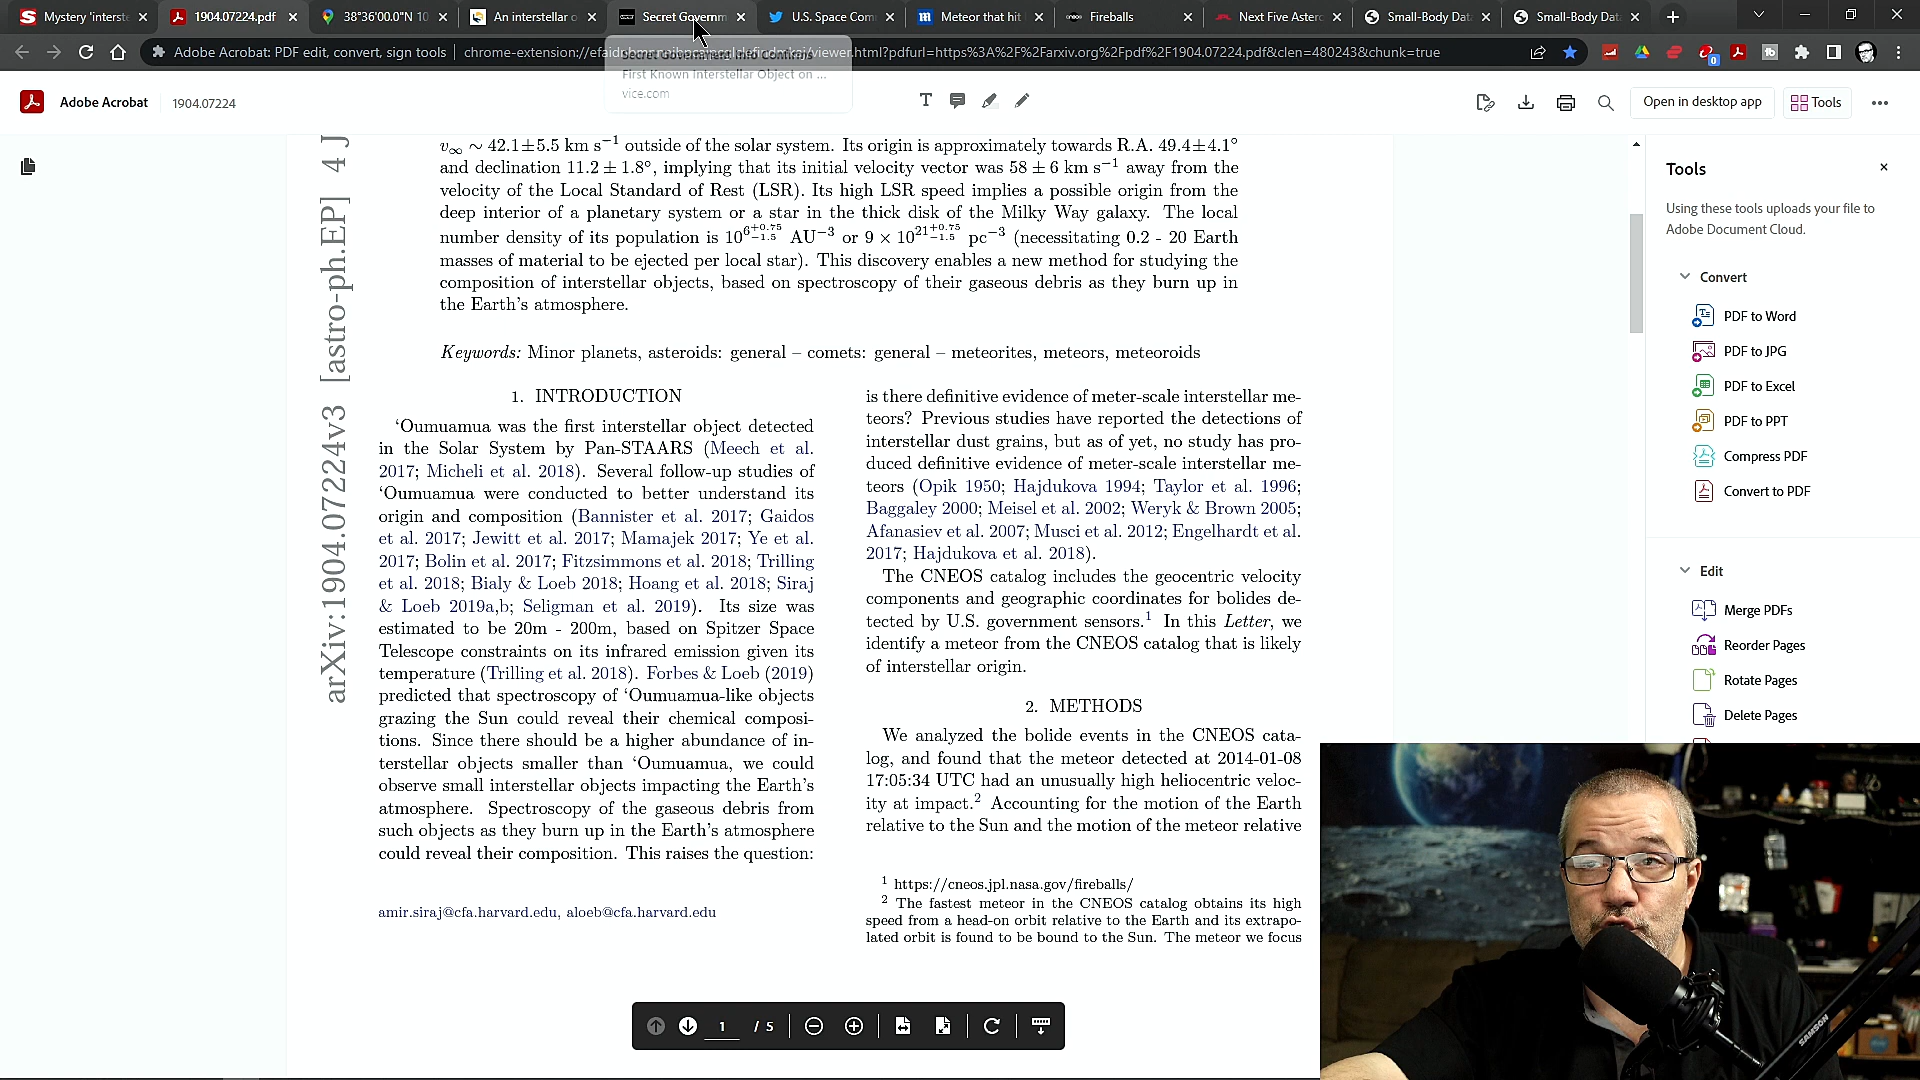 Mystery 'interst
1904.07224.pdf
38°36'00.0"N 10
An interstellar o
Secret Governm
U.S. Space Com
Meteor that hit
Fireballs
Next Five Astero
Small-Body Data
Small-Body Data
Adobe Acrobat: PDF edit, convert, sign tools
First Known Interstellar Object on ...
vice.com
Adobe Acrobat
1904.07224
Open in desktop app
Tools
v∞ ∼ 42.1±5.5 km s⁻¹ outside of the solar system. Its origin is approximately towards R.A. 49.4±4.1°
and declination 11.2 ± 1.8°, implying that its initial velocity vector was 58 ± 6 km s⁻¹ away from the
velocity of the Local Standard of Rest (LSR). Its high LSR speed implies a possible origin from the
deep interior of a planetary system or a star in the thick disk of the Milky Way galaxy. The local
number density of its population is 10^6^{+0.75}_{−1.5} AU⁻³ or 9 × 10^21^{+0.75}_{−1.5} pc⁻³ (necessitating 0.2 - 20 Earth
masses of material to be ejected per local star). This discovery enables a new method for studying the
composition of interstellar objects, based on spectroscopy of their gaseous debris as they burn up in
the Earth's atmosphere.
Keywords: Minor planets, asteroids: general – comets: general – meteorites, meteors, meteoroids
arXiv:1904.07224v3 [astro-ph.EP] 4 J
1. INTRODUCTION
'Oumuamua was the first interstellar object detected
in the Solar System by Pan-STAARS (Meech et al.
2017; Micheli et al. 2018). Several follow-up studies of
'Oumuamua were conducted to better understand its
origin and composition (Bannister et al. 2017; Gaidos
et al. 2017; Jewitt et al. 2017; Mamajek 2017; Ye et al.
2017; Bolin et al. 2017; Fitzsimmons et al. 2018; Trilling
et al. 2018; Bialy & Loeb 2018; Hoang et al. 2018; Siraj
& Loeb 2019a,b; Seligman et al. 2019). Its size was
estimated to be 20m - 200m, based on Spitzer Space
Telescope constraints on its infrared emission given its
temperature (Trilling et al. 2018). Forbes & Loeb (2019)
predicted that spectroscopy of 'Oumuamua-like objects
grazing the Sun could reveal their chemical composi-
tions. Since there should be a higher abundance of in-
terstellar objects smaller than 'Oumuamua, we could
observe small interstellar objects impacting the Earth's
atmosphere. Spectroscopy of the gaseous debris from
such objects as they burn up in the Earth's atmosphere
could reveal their composition. This raises the question:
amir.siraj@cfa.harvard.edu, aloeb@cfa.harvard.edu
is there definitive evidence of meter-scale interstellar me-
teors? Previous studies have reported the detections of
interstellar dust grains, but as of yet, no study has pro-
duced definitive evidence of meter-scale interstellar me-
teors (Opik 1950; Hajdukova 1994; Taylor et al. 1996;
Baggaley 2000; Meisel et al. 2002; Weryk & Brown 2005;
Afanasiev et al. 2007; Musci et al. 2012; Engelhardt et al.
2017; Hajdukova et al. 2018).
The CNEOS catalog includes the geocentric velocity
components and geographic coordinates for bolides de-
tected by U.S. government sensors.¹ In this Letter, we
identify a meteor from the CNEOS catalog that is likely
of interstellar origin.
2. METHODS
We analyzed the bolide events in the CNEOS cata-
log, and found that the meteor detected at 2014-01-08
17:05:34 UTC had an unusually high heliocentric veloc-
ity at impact.² Accounting for the motion of the Earth
relative to the Sun and the motion of the meteor relative
¹ https://cneos.jpl.nasa.gov/fireballs/
² The fastest meteor in the CNEOS catalog obtains its high
speed from a head-on orbit relative to the Earth and its extrapo-
lated orbit is found to be bound to the Sun. The meteor we focus
1 / 5
Tools
Using these tools uploads your file to
Adobe Document Cloud.
Convert
PDF to Word
PDF to JPG
PDF to Excel
PDF to PPT
Compress PDF
Convert to PDF
Edit
Merge PDFs
Reorder Pages
Rotate Pages
Delete Pages
SAMSON